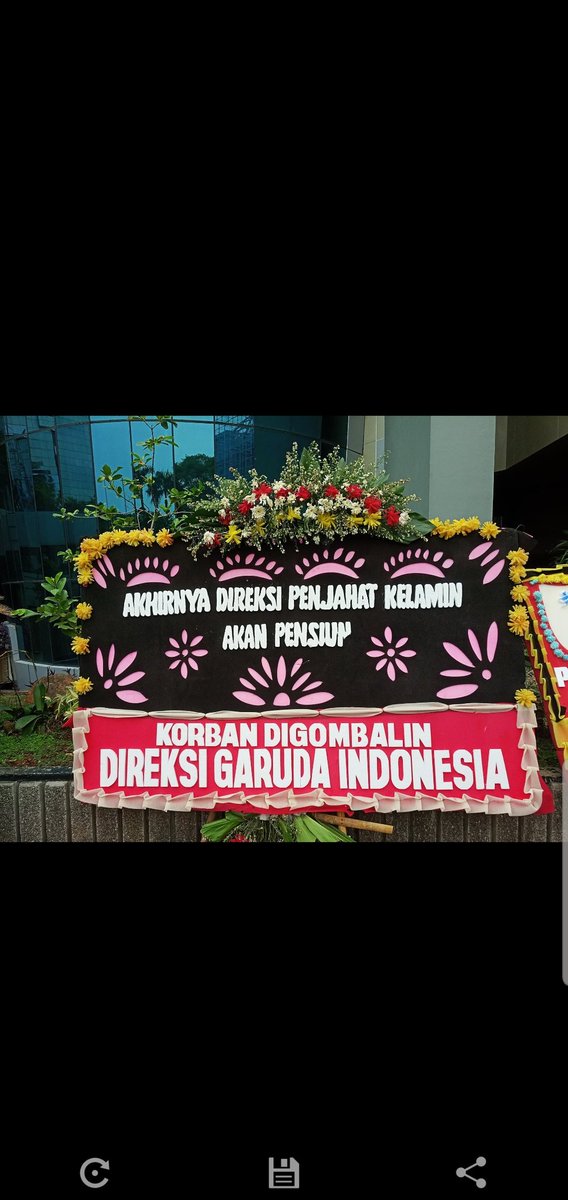 AKHIRNYA DIREKSI PENJAHAT KELAMIN
AKAN PENSIUN
KORBAN DIGOMBALIN
DIREKSI GARUDA INDONESIA